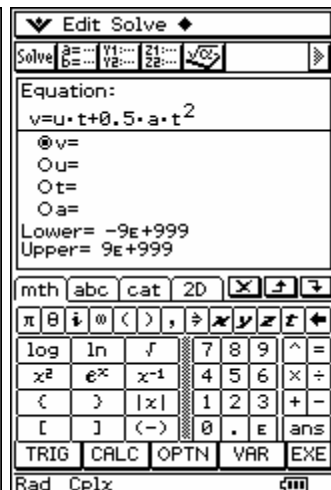 Edit Solve ◆
Solve
Equation:
v=u·t+0.5·a·t²
v=
u=
t=
a=
Lower= -9ᴇ+999
Upper= 9ᴇ+999
mth abc cat 2D
π θ i ∞ ( ) , ⇒ x y z t ←
log ln √ 7 8 9 ^ =
x² eˣ x⁻¹ 4 5 6 × ÷
( ) |x| 1 2 3 + -
[ ] (-) 0 . ᴇ ans
TRIG CALC OPTN VAR EXE
Rad Cplx